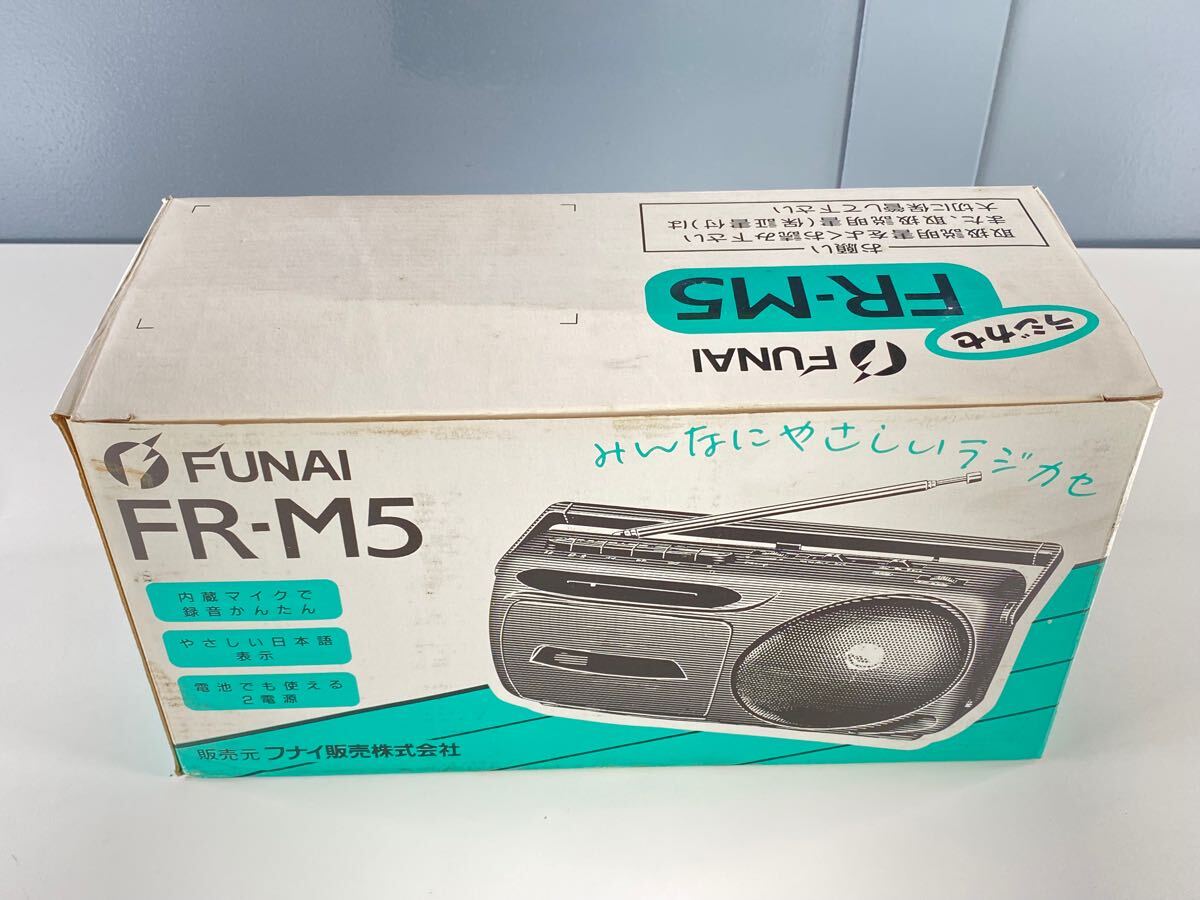 お願い
取扱説明書をよくお読み下さい
また、取扱説明書(保証書付)は
大切に保管して下さい
FR-M5
ラジカセ
FUNAI
FUNAI
FR-M5
みんなにやさしいラジカセ
内蔵マイクで
録音かんたん
やさしい日本語
表示
電池でも使える
2電源
販売元 フナイ販売株式会社